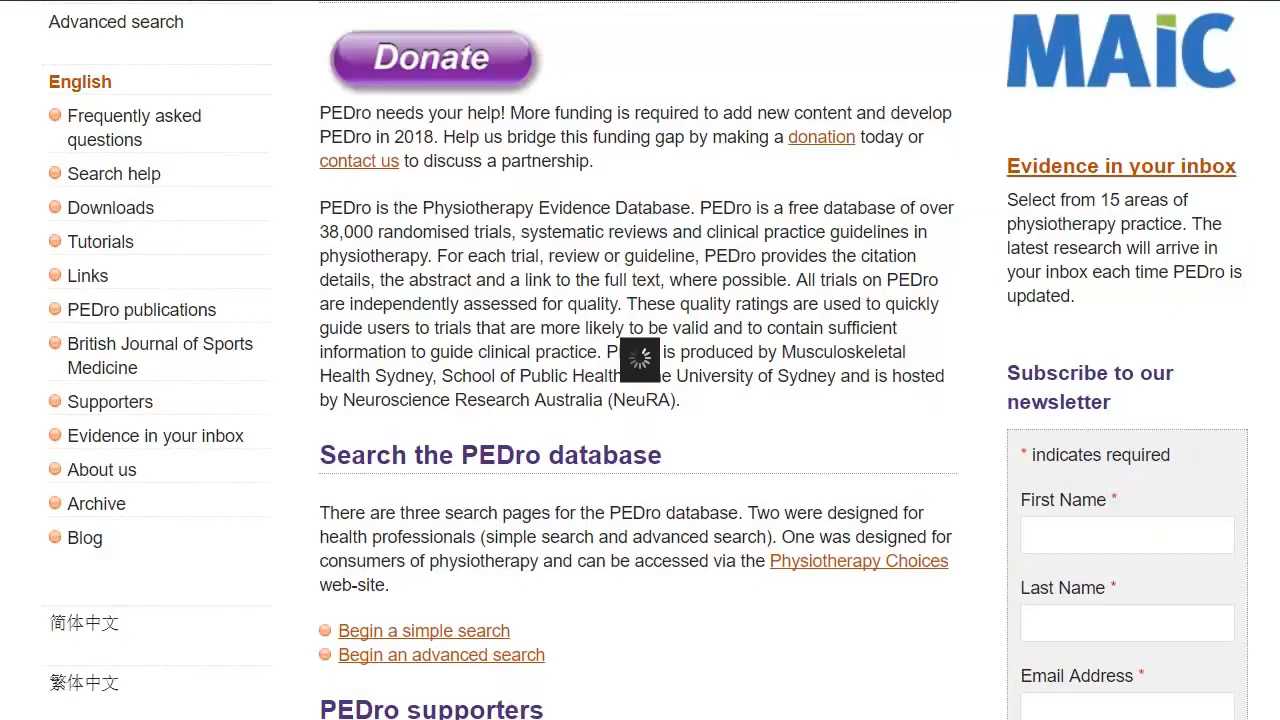 Advanced search
English
Frequently asked
questions
Search help
Downloads
Tutorials
Links
PEDro publications
British Journal of Sports
Medicine
Supporters
Evidence in your inbox
About us
Archive
Blog
简体中文
繁体中文
Donate
PEDro needs your help! More funding is required to add new content and develop
PEDro in 2018. Help us bridge this funding gap by making a donation today or
contact us to discuss a partnership.
PEDro is the Physiotherapy Evidence Database. PEDro is a free database of over
38,000 randomised trials, systematic reviews and clinical practice guidelines in
physiotherapy. For each trial, review or guideline, PEDro provides the citation
details, the abstract and a link to the full text, where possible. All trials on PEDro
are independently assessed for quality. These quality ratings are used to quickly
guide users to trials that are more likely to be valid and to contain sufficient
information to guide clinical practice. is produced by Musculoskeletal
Health Sydney, School of Public Health University of Sydney and is hosted
by Neuroscience Research Australia (NeuRA).
Search the PEDro database
There are three search pages for the PEDro database. Two were designed for
health professionals (simple search and advanced search). One was designed for
consumers of physiotherapy and can be accessed via the Physiotherapy Choices
web-site.
Begin a simple search
Begin an advanced search
PEDro supporters
MAiC
Evidence in your inbox
Select from 15 areas of
physiotherapy practice. The
latest research will arrive in
your inbox each time PEDro is
updated.
Subscribe to our
newsletter
* indicates required
First Name *
Last Name *
Email Address *